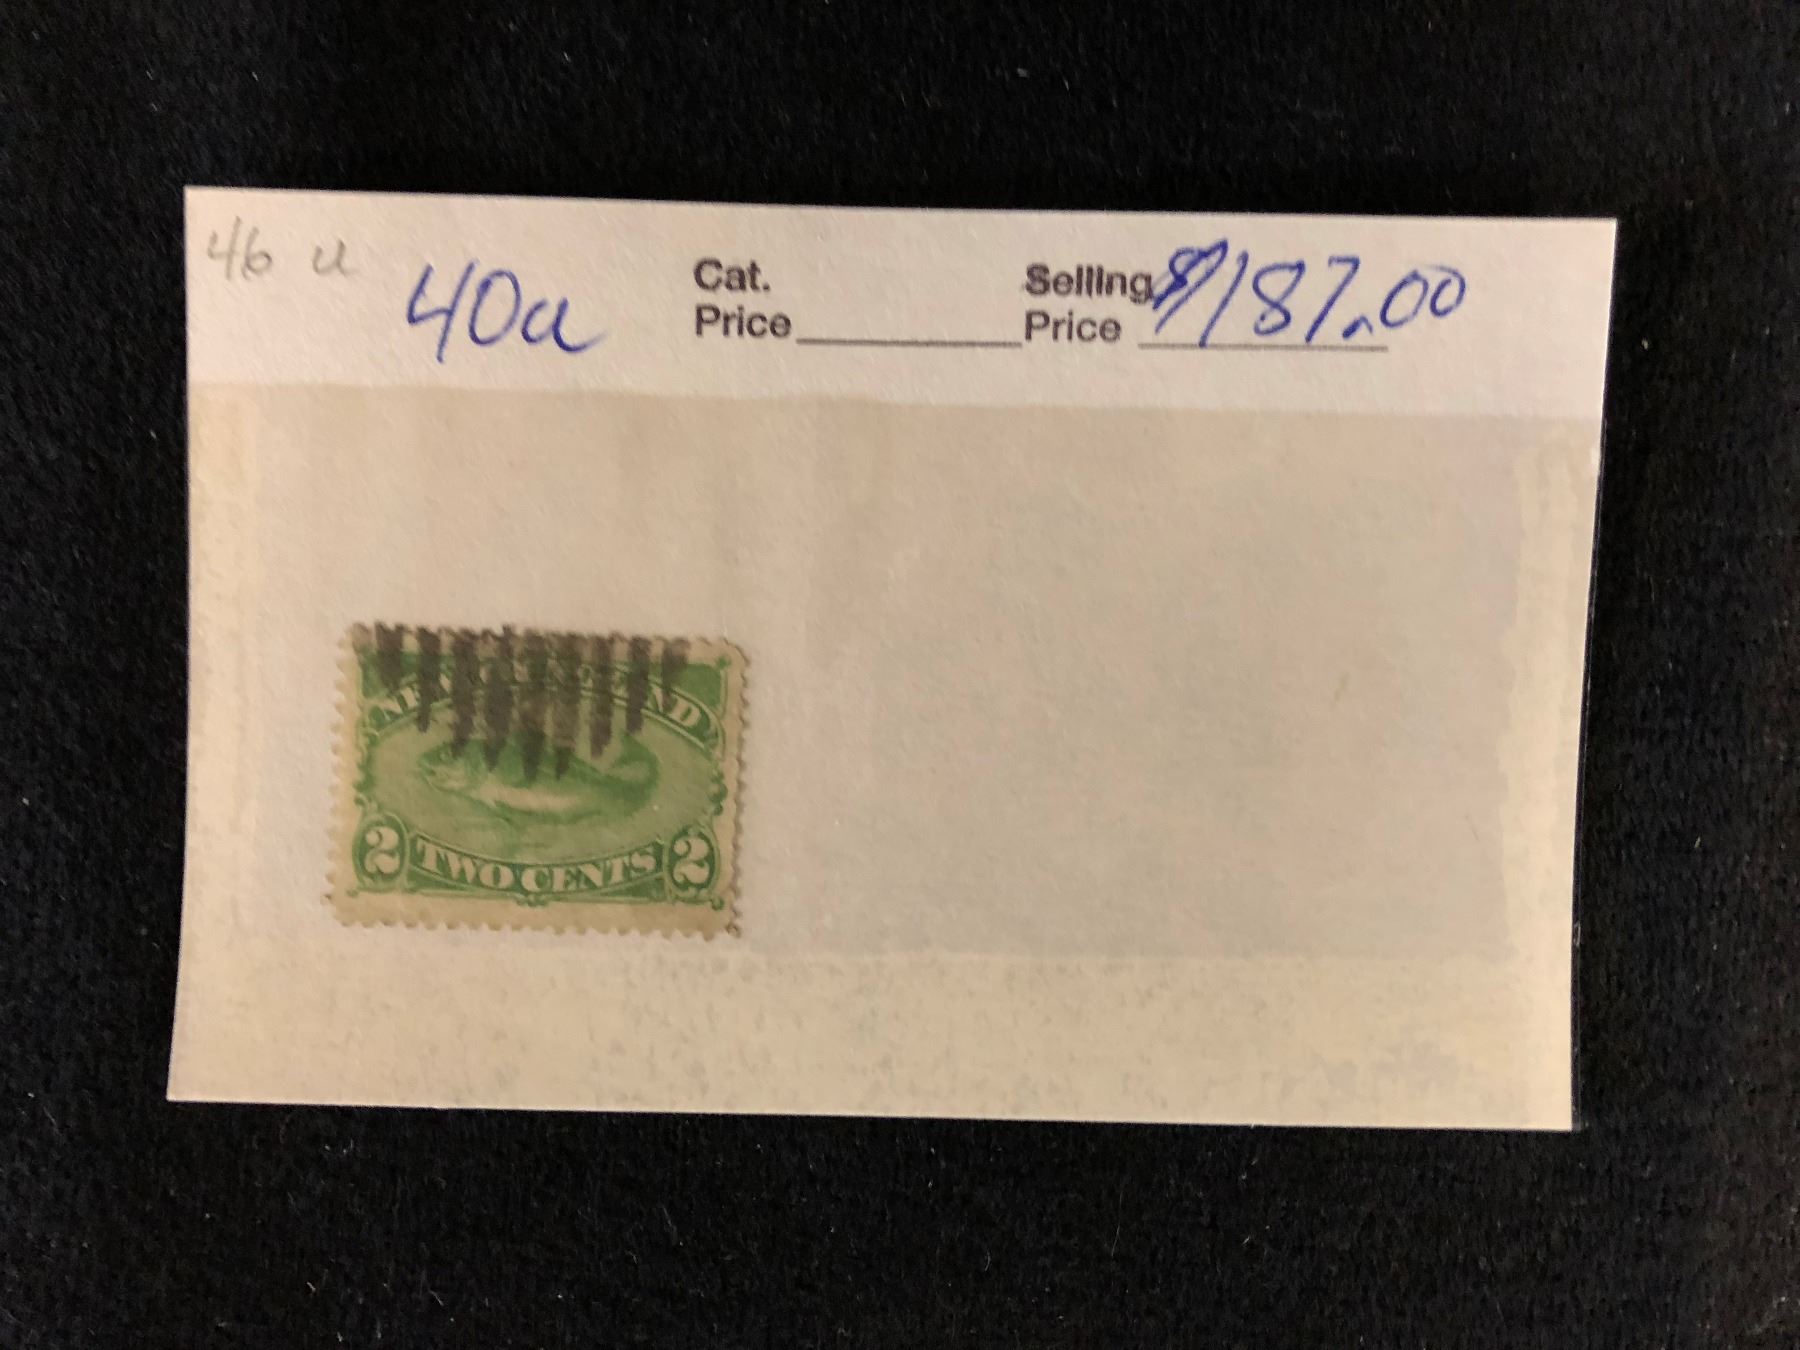 46 u
40a
Cat.
Price
Selling
Price $187.00
2 TWO CENTS 2